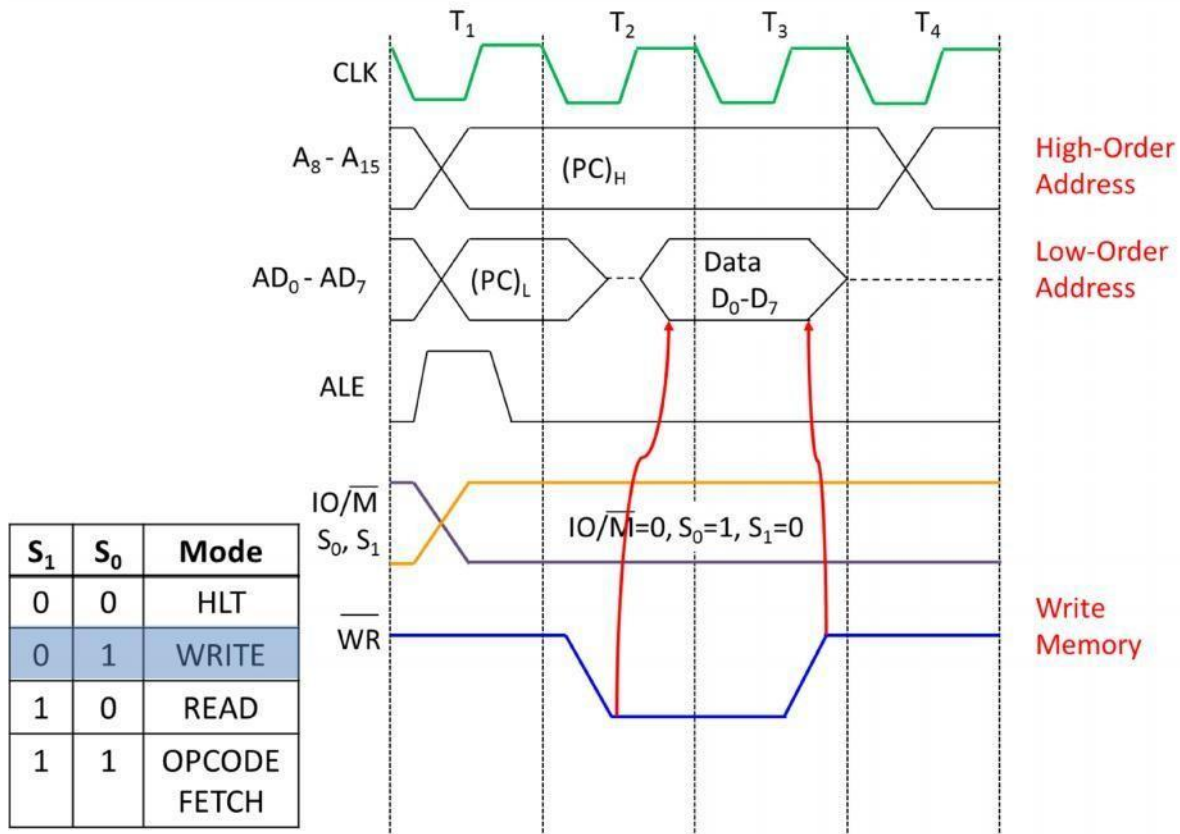 T₁ T₂ T₃ T₄
CLK
A₈ - A₁₅
(PC)H
High-Order
Address
AD₀ - AD₇
(PC)L
Data
D₀-D₇
Low-Order
Address
ALE
IO/M̅
S₀, S₁
IO/M̅=0, S₀=1, S₁=0
W̅R̅
Write
Memory
S₁ S₀ Mode
0 0 HLT
0 1 WRITE
1 0 READ
1 1 OPCODE
FETCH